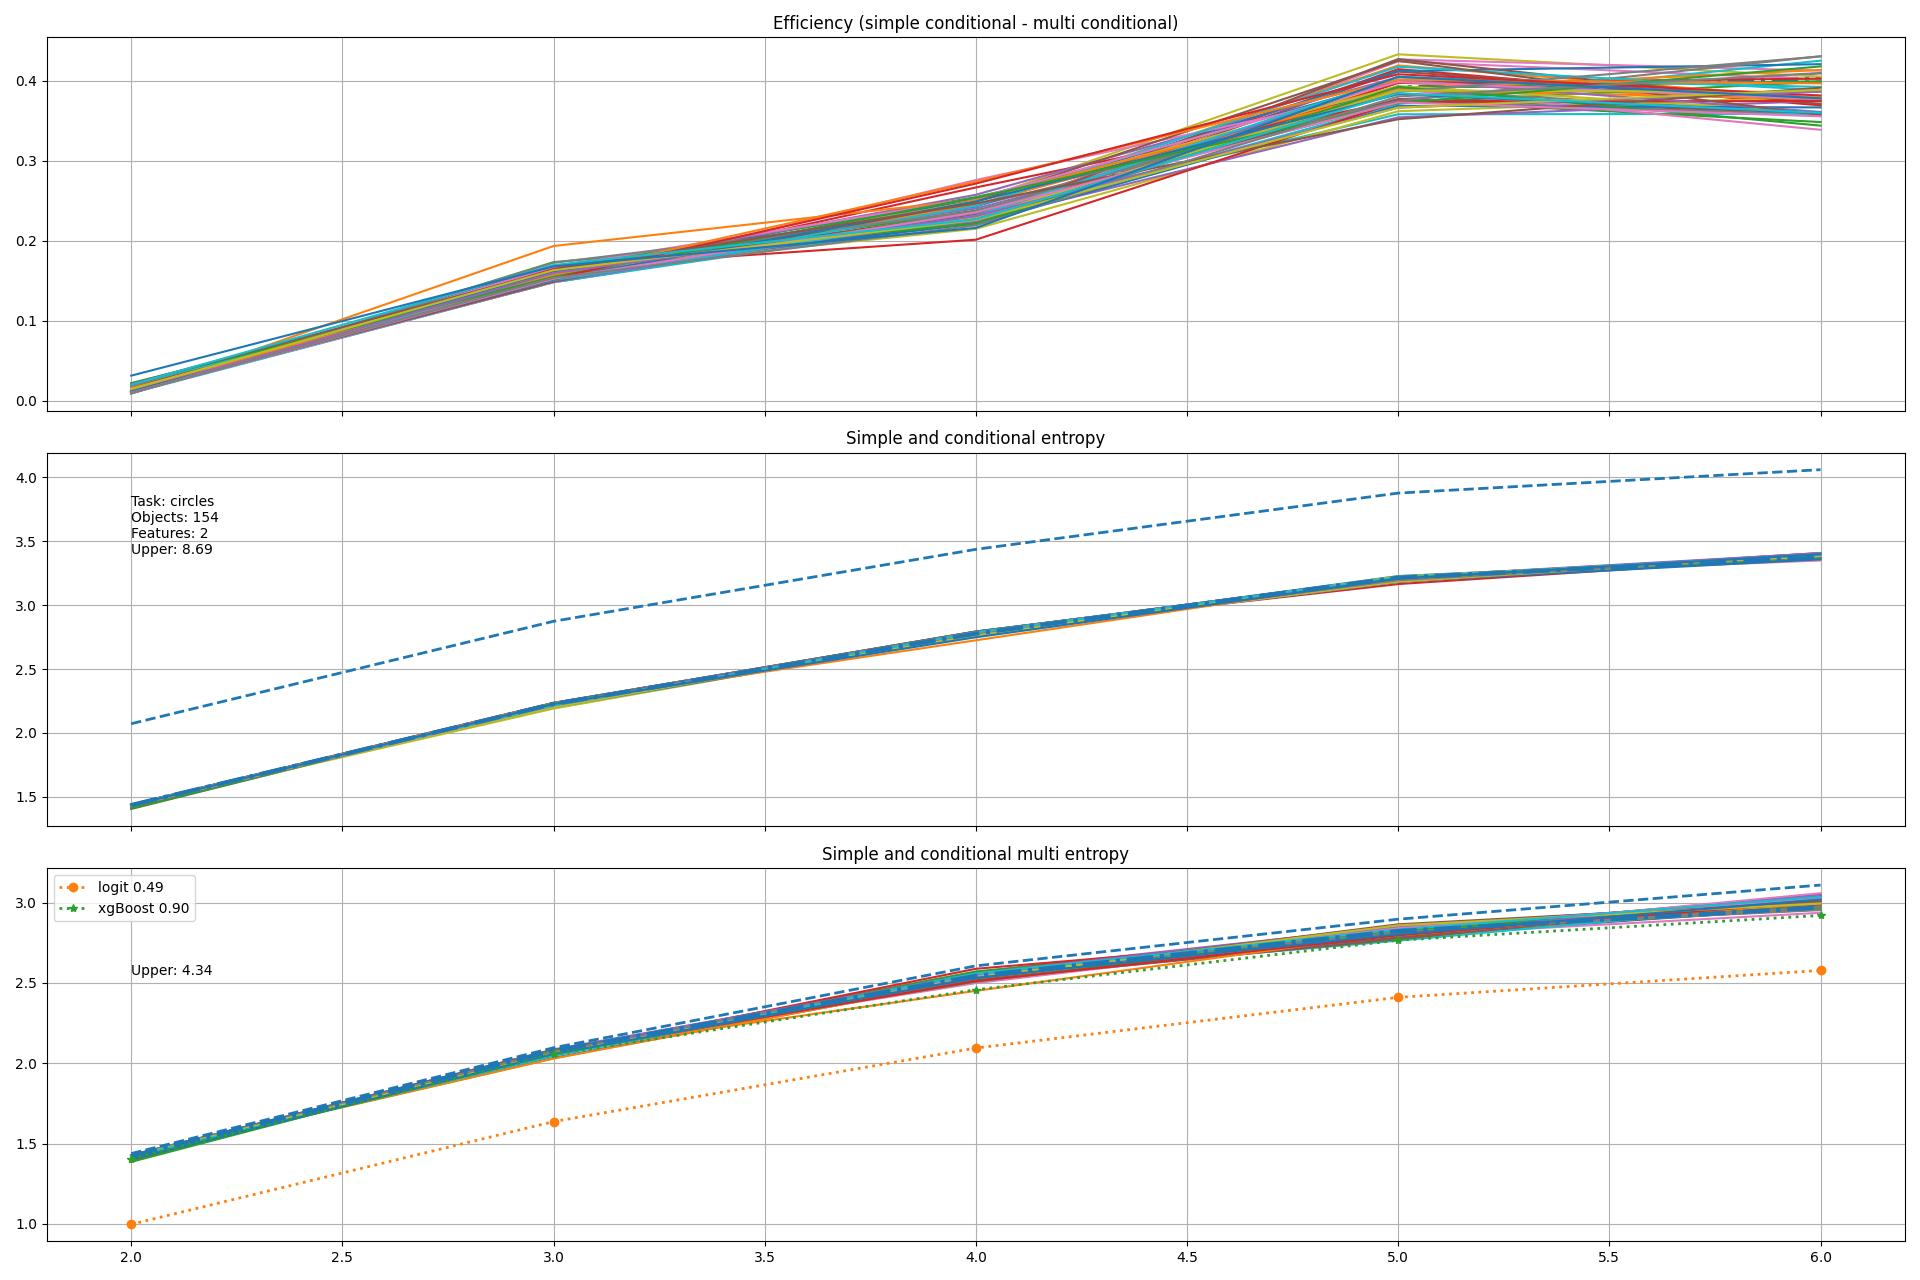 Efficiency (simple conditional - multi conditional)
0.4
0.3
0.2
0.1
0.0
Simple and conditional entropy
4.0
3.5
3.0
2.5
2.0
1.5
Task: circles
Objects: 154
Features: 2
Upper: 8.69
Simple and conditional multi entropy
logit 0.49
xgBoost 0.90
Upper: 4.34
3.0
2.5
2.0
1.5
1.0
2.0 2.5 3.0 3.5 4.0 4.5 5.0 5.5 6.0